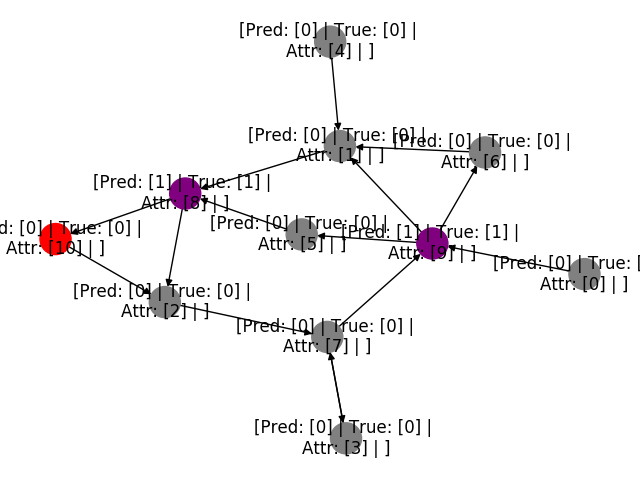 [Pred: [0] | True: [0] |
Attr: [4] | ]
[Pred: [0] | True: [0] |
Attr: [1] | ]
[Pred: [0] | True: [0] |
Attr: [6] | ]
[Pred: [1] | True: [1] |
Attr: [8] | ]
d: [0] | True: [0] |
Attr: [10] | ]
[Pred: [0] | True: [0] |
Attr: [5] | ]
[Pred: [1] | True: [1] |
Attr: [9] | ]
[Pred: [0] | True: [
Attr: [0] | ]
[Pred: [0] | True: [0] |
Attr: [2] | ]
[Pred: [0] | True: [0] |
Attr: [7] | ]
[Pred: [0] | True: [0] |
Attr: [3] | ]